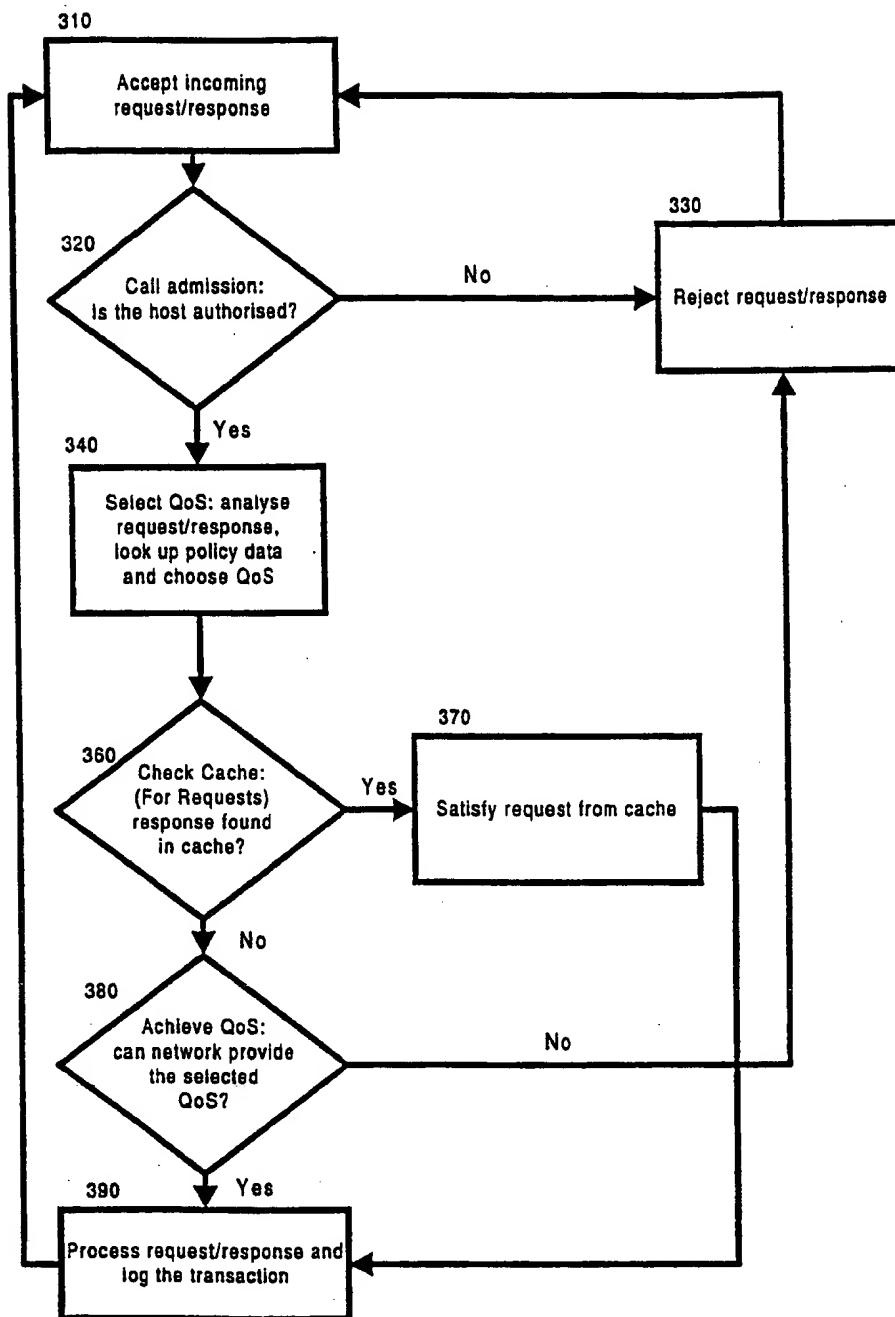 310
Accept incoming
request/response
320
Call admission:
is the host authorised?
No
330
Reject request/response
Yes
340
Select QoS: analyse
request/response,
look up policy data
and choose QoS
360
Check Cache:
(For Requests)
response found
in cache?
Yes
370
Satisfy request from cache
No
380
Achieve QoS:
can network provide
the selected
QoS?
No
Yes
390
Process request/response and
log the transaction